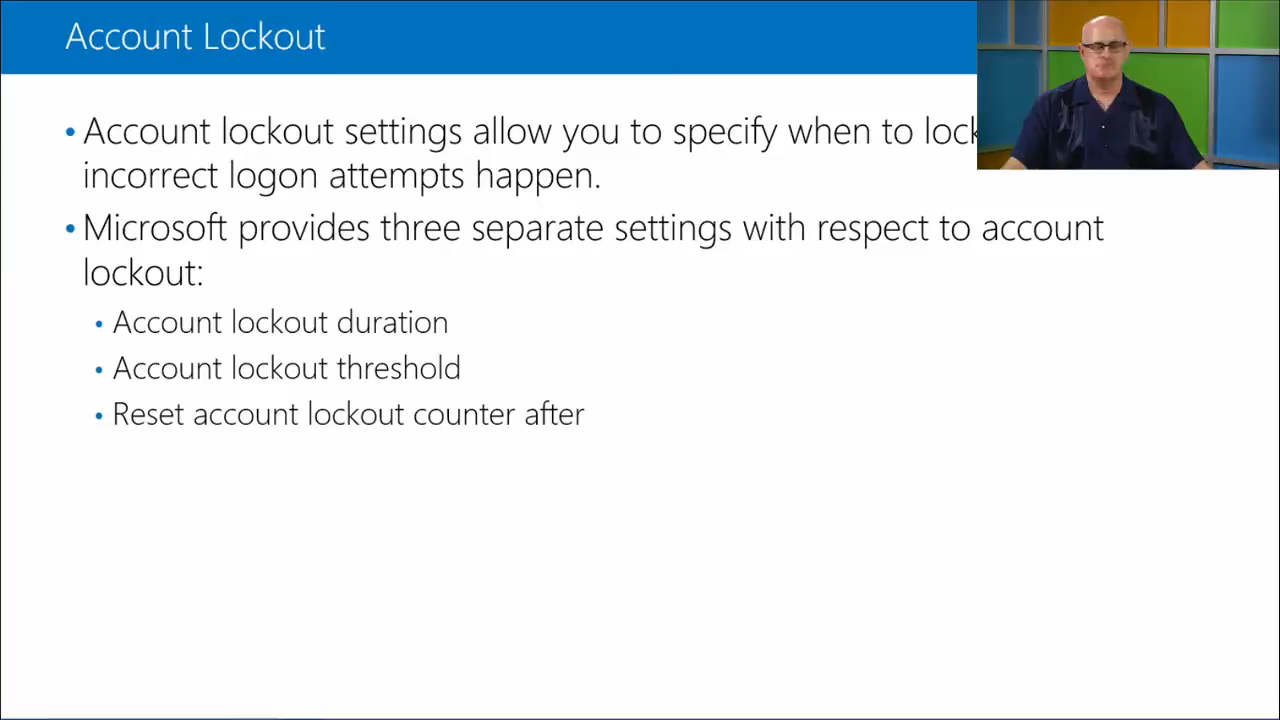 Account Lockout
• Account lockout settings allow you to specify when to
incorrect logon attempts happen.
• Microsoft provides three separate settings with respect to account
lockout:
• Account lockout duration
• Account lockout threshold
• Reset account lockout counter after